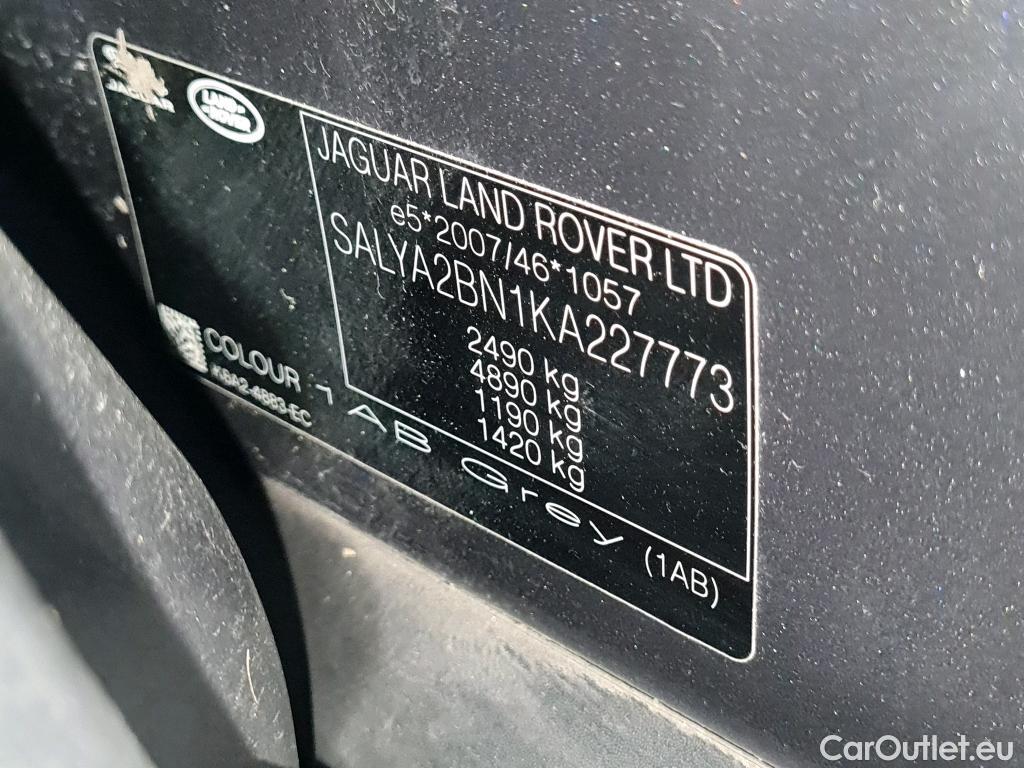 JAGUAR
LAND
ROVER
JAGUAR LAND ROVER LTD
e5*2007/46*1057
SALYA2BN1KA227773
2490 kg
4890 kg
1190 kg
1420 kg
COLOUR 1AB Grey (1AB)
K8A2-4883-EC
CarOutlet.eu